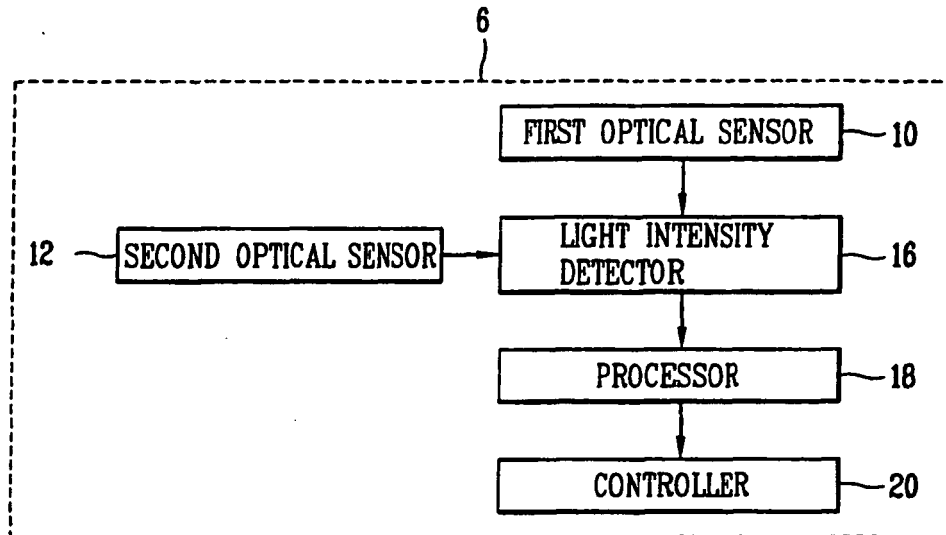 6
FIRST OPTICAL SENSOR
10
12
SECOND OPTICAL SENSOR
LIGHT INTENSITY
DETECTOR
16
PROCESSOR
18
CONTROLLER
20